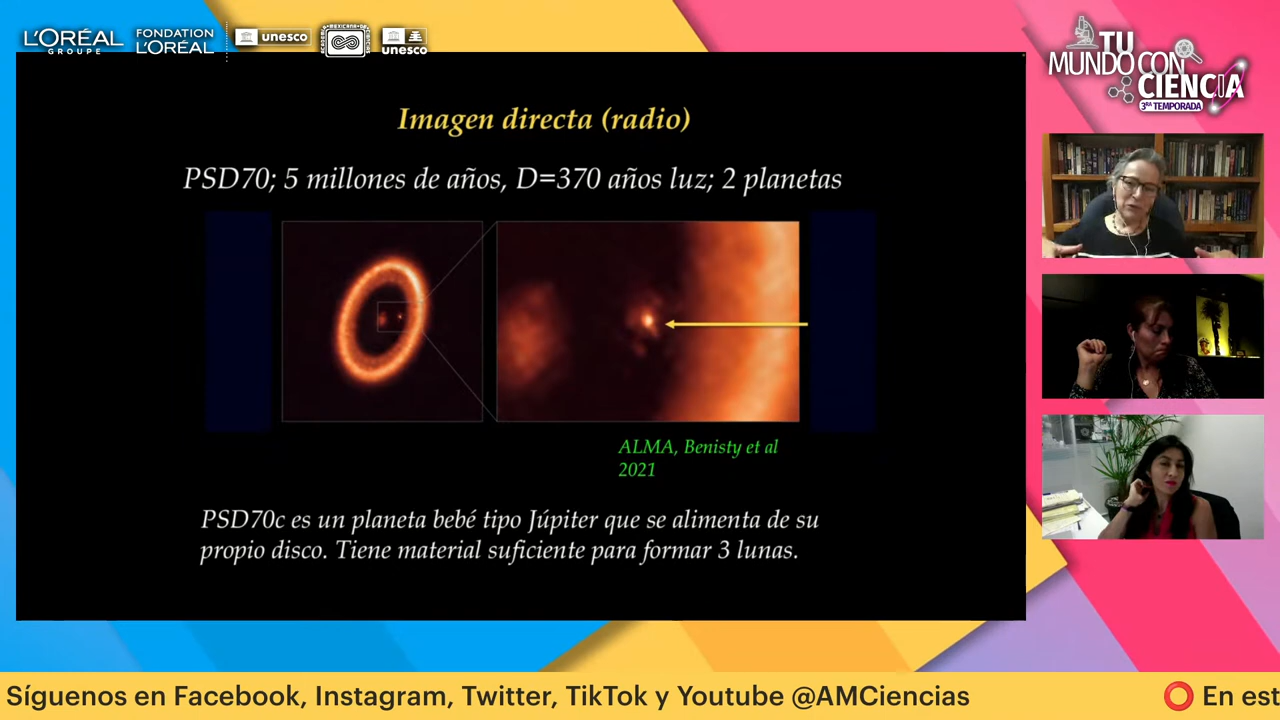 L'ORÉAL
GROUPE
FONDATION
L'ORÉAL
unesco
unesco
TU
MUNDO CON
CIENCIA
3RA TEMPORADA
Imagen directa (radio)
PSD70; 5 millones de años, D=370 años luz; 2 planetas
ALMA, Benisty et al
2021
PSD70c es un planeta bebé tipo Júpiter que se alimenta de su
propio disco. Tiene material suficiente para formar 3 lunas.
Síguenos en Facebook, Instagram, Twitter, TikTok y Youtube @AMCiencias
En est